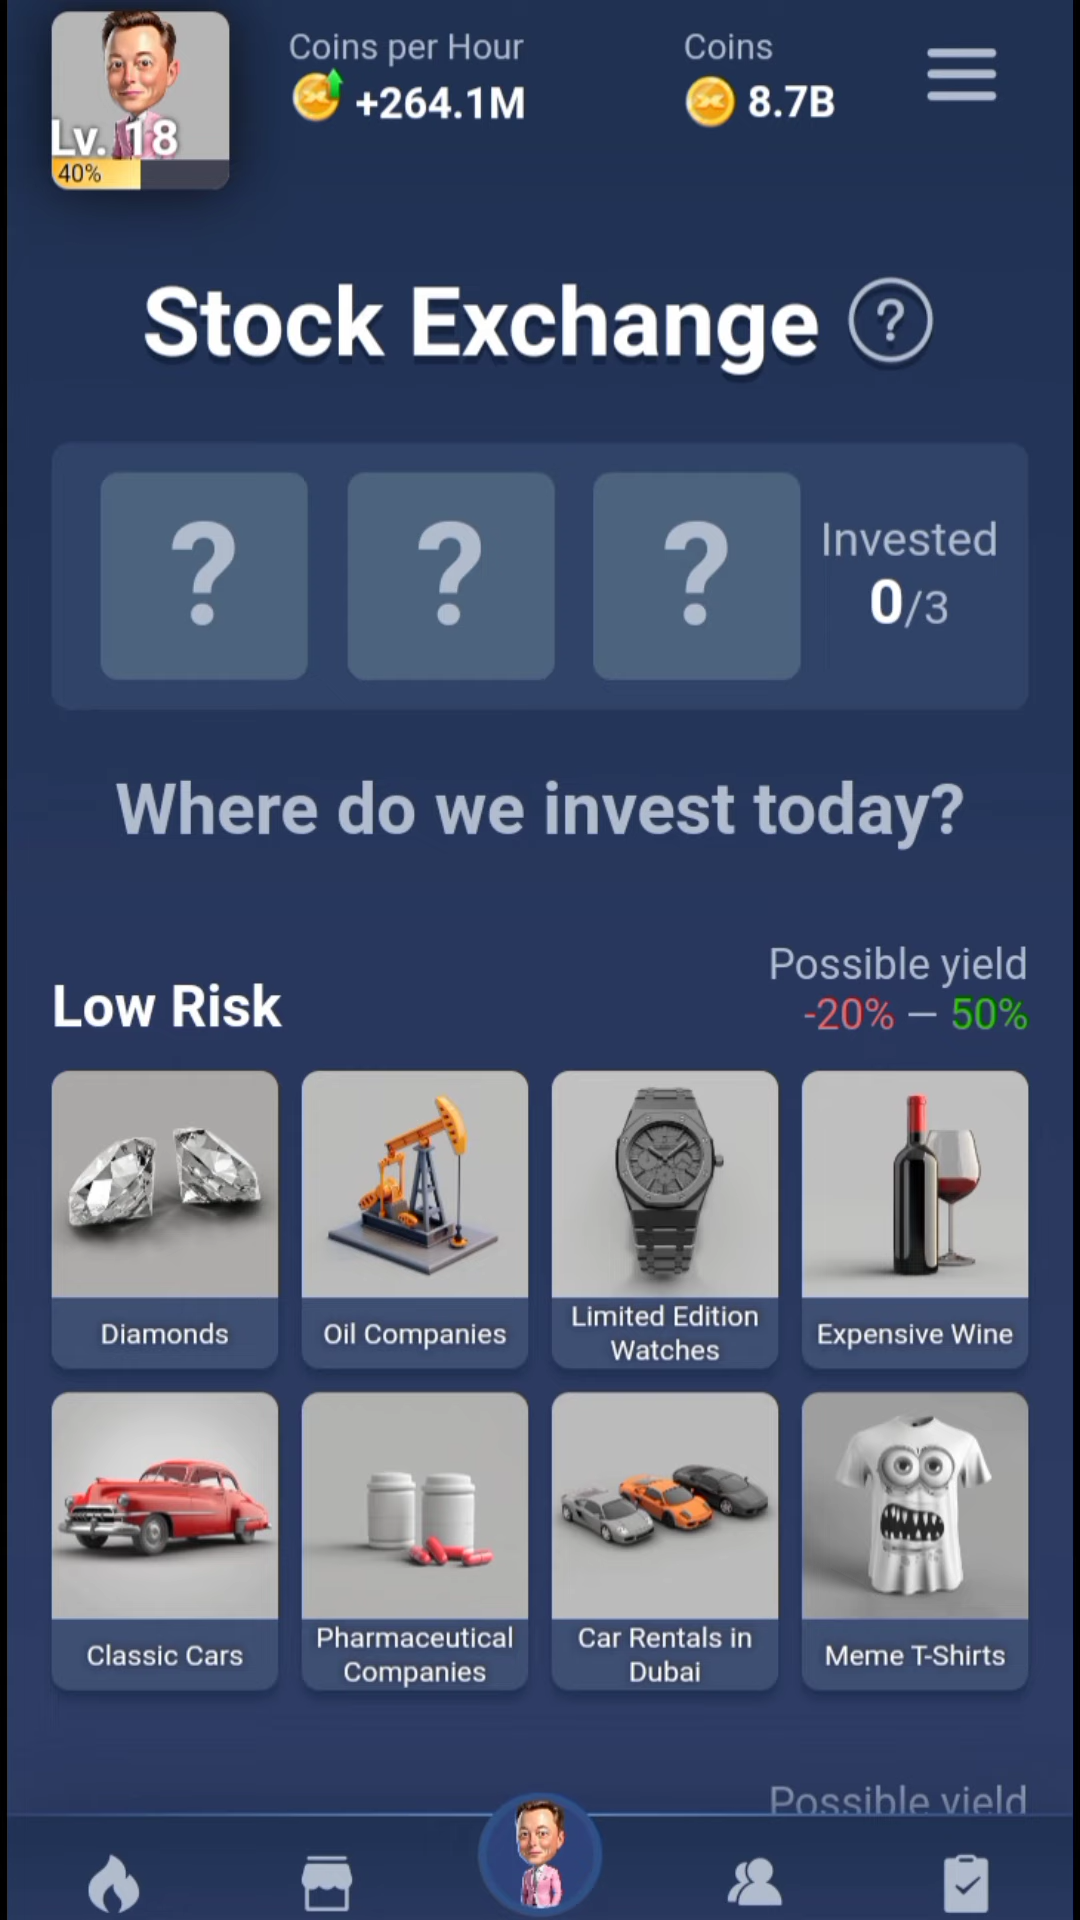 Coins per Hour
Coins
+264.1M
8.7B
Lv. 18
40%
Stock Exchange ?
? ? ?
Invested
0/3
Where do we invest today?
Possible yield
Low Risk
-20% — 50%
Diamonds
Oil Companies
Limited Edition
Watches
Expensive Wine
Classic Cars
Pharmaceutical
Companies
Car Rentals in
Dubai
Meme T-Shirts
Possible yield